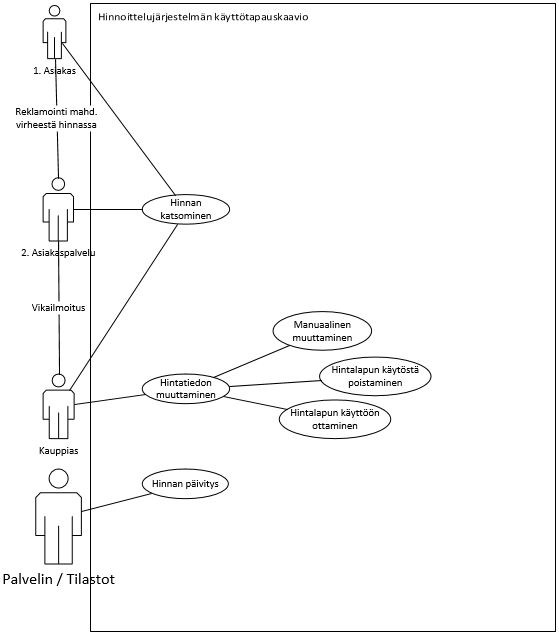 Hinnoittelujärjestelmän käyttötapauskaavio
1. Asiakas
Reklamointi mahd.
virheestä hinnassa
Hinnan
katsominen
2. Asiakaspalvelu
Vikailmoitus
Manuaalinen
muuttaminen
Hintalapun käytöstä
poistaminen
Hintatiedon
muuttaminen
Hintalapun käyttöön
ottaminen
Kauppias
Hinnan päivitys
Palvelin / Tilastot